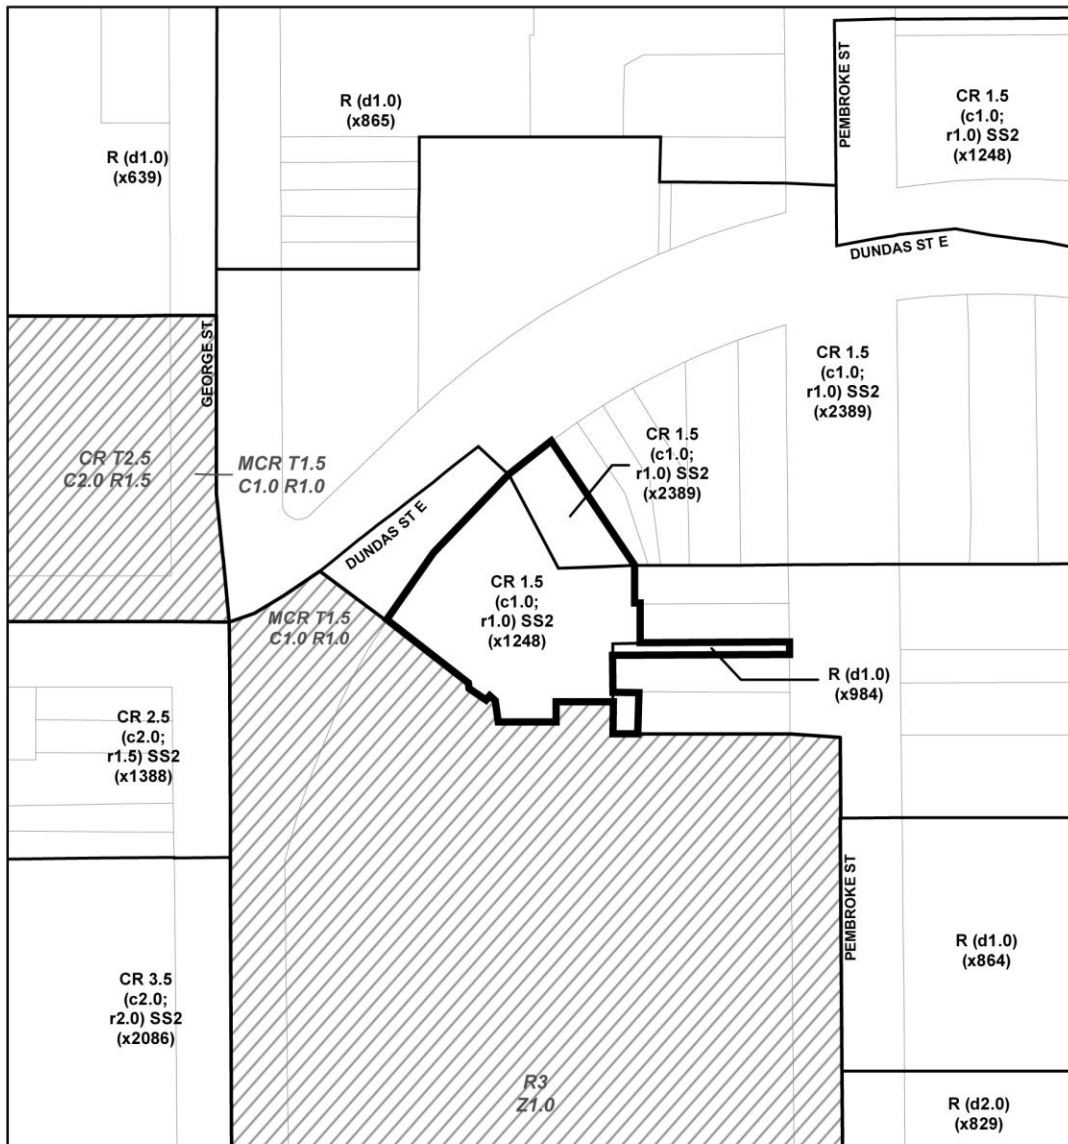 R (d1.0)
(x865)
R (d1.0)
(x639)
PEMBROKE ST
CR 1.5
(c1.0;
r1.0) SS2
(x1248)
DUNDAS ST E
GEORGE ST
CR 1.5
(c1.0;
r1.0) SS2
(x2389)
CR T2.5
C2.0 R1.5
MCR T1.5
C1.0 R1.0
CR 1.5
(c1.0;
r1.0) SS2
(x2389)
DUNDAS ST E
CR 1.5
(c1.0;
r1.0) SS2
(x1248)
MCR T1.5
C1.0 R1.0
R (d1.0)
(x984)
CR 2.5
(c2.0;
r1.5) SS2
(x1388)
PEMBROKE ST
R (d1.0)
(x864)
CR 3.5
(c2.0;
r2.0) SS2
(x2086)
R3
Z1.0
R (d2.0)
(x829)